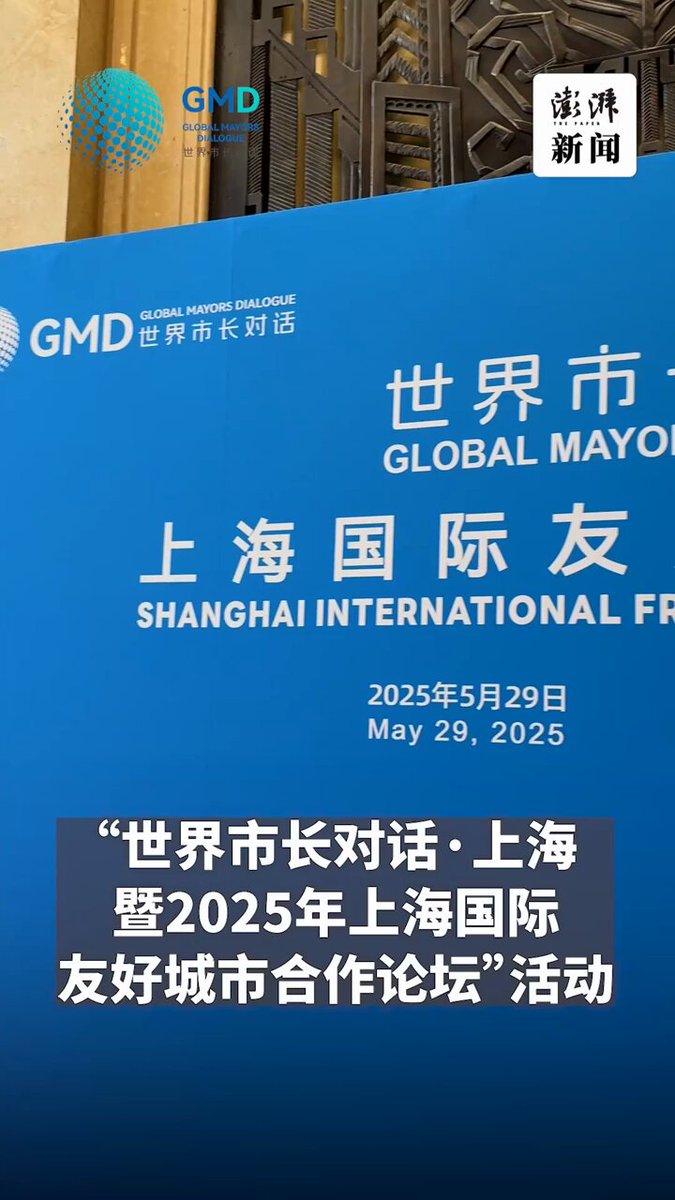 GMD
GLOBAL MAYORS
DIALOGUE
世界市长
澎湃
THE PAPER
新闻
GMD
GLOBAL MAYORS DIALOGUE
世界市长对话
世界市
GLOBAL MAYO
上海国际友
SHANGHAI INTERNATIONAL FR
2025年5月29日
May 29, 2025
“世界市长对话·上海
暨2025年上海国际
友好城市合作论坛”活动